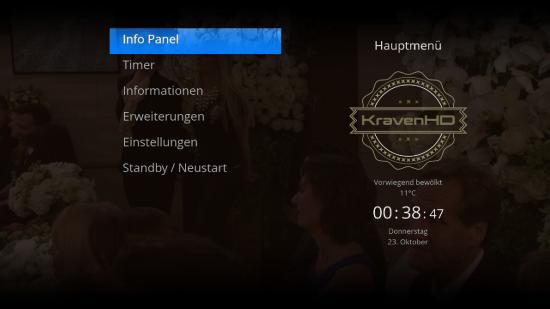 Info Panel
Timer
Informationen
Erweiterungen
Einstellungen
Standby / Neustart
Hauptmenü
KravenHD
Vorwiegend bewölkt
11°C
00:38:47
Donnerstag
23. Oktober